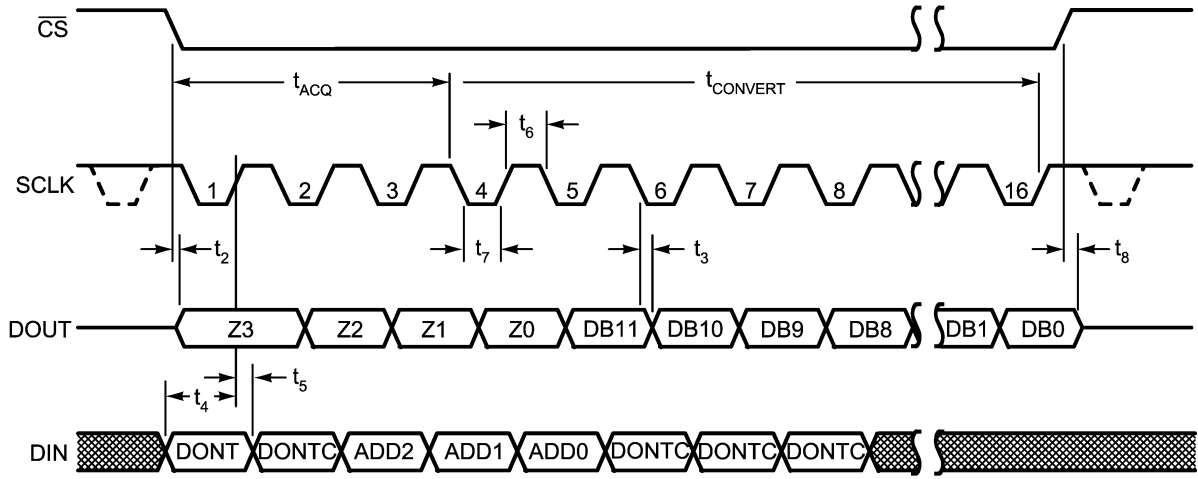 CS
tACQ
tCONVERT
t6
SCLK
1 2 3 4 5 6 7 8 16
t2
t7
t3
t8
DOUT
Z3 Z2 Z1 Z0 DB11 DB10 DB9 DB8 DB1 DB0
t4
t5
DIN
DONT DONTC ADD2 ADD1 ADD0 DONTC DONTC DONTC